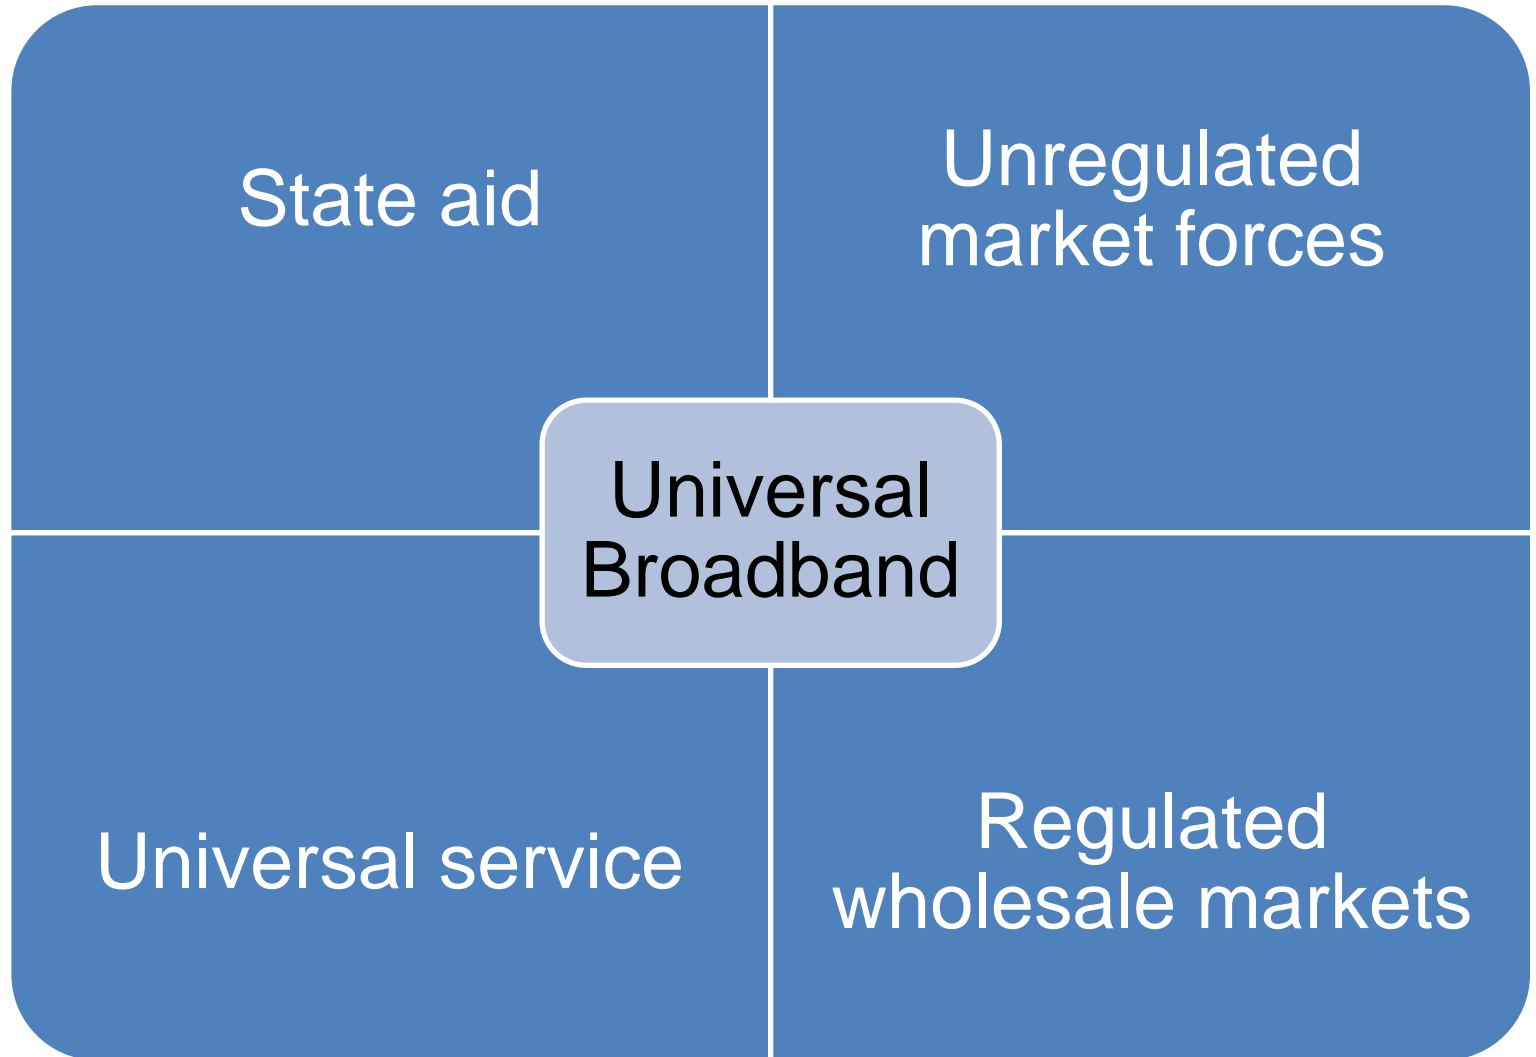 State aid
Unregulated
market forces
Universal
Broadband
Universal service
Regulated
wholesale markets